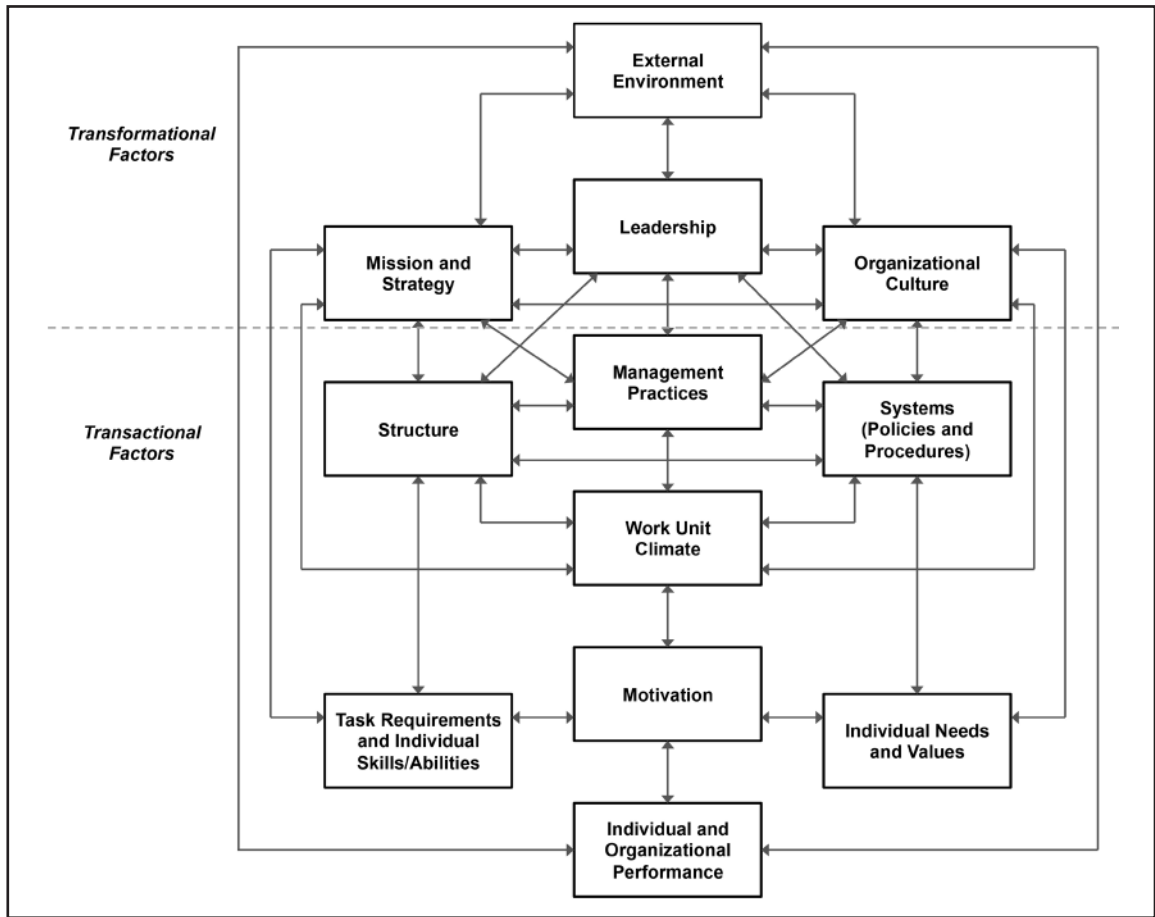 External
Environment
Transformational
Factors
Leadership
Mission and
Strategy
Organizational
Culture
Management
Practices
Structure
Systems
(Policies and
Procedures)
Transactional
Factors
Work Unit
Climate
Motivation
Task Requirements
and Individual
Skills/Abilities
Individual Needs
and Values
Individual and
Organizational
Performance